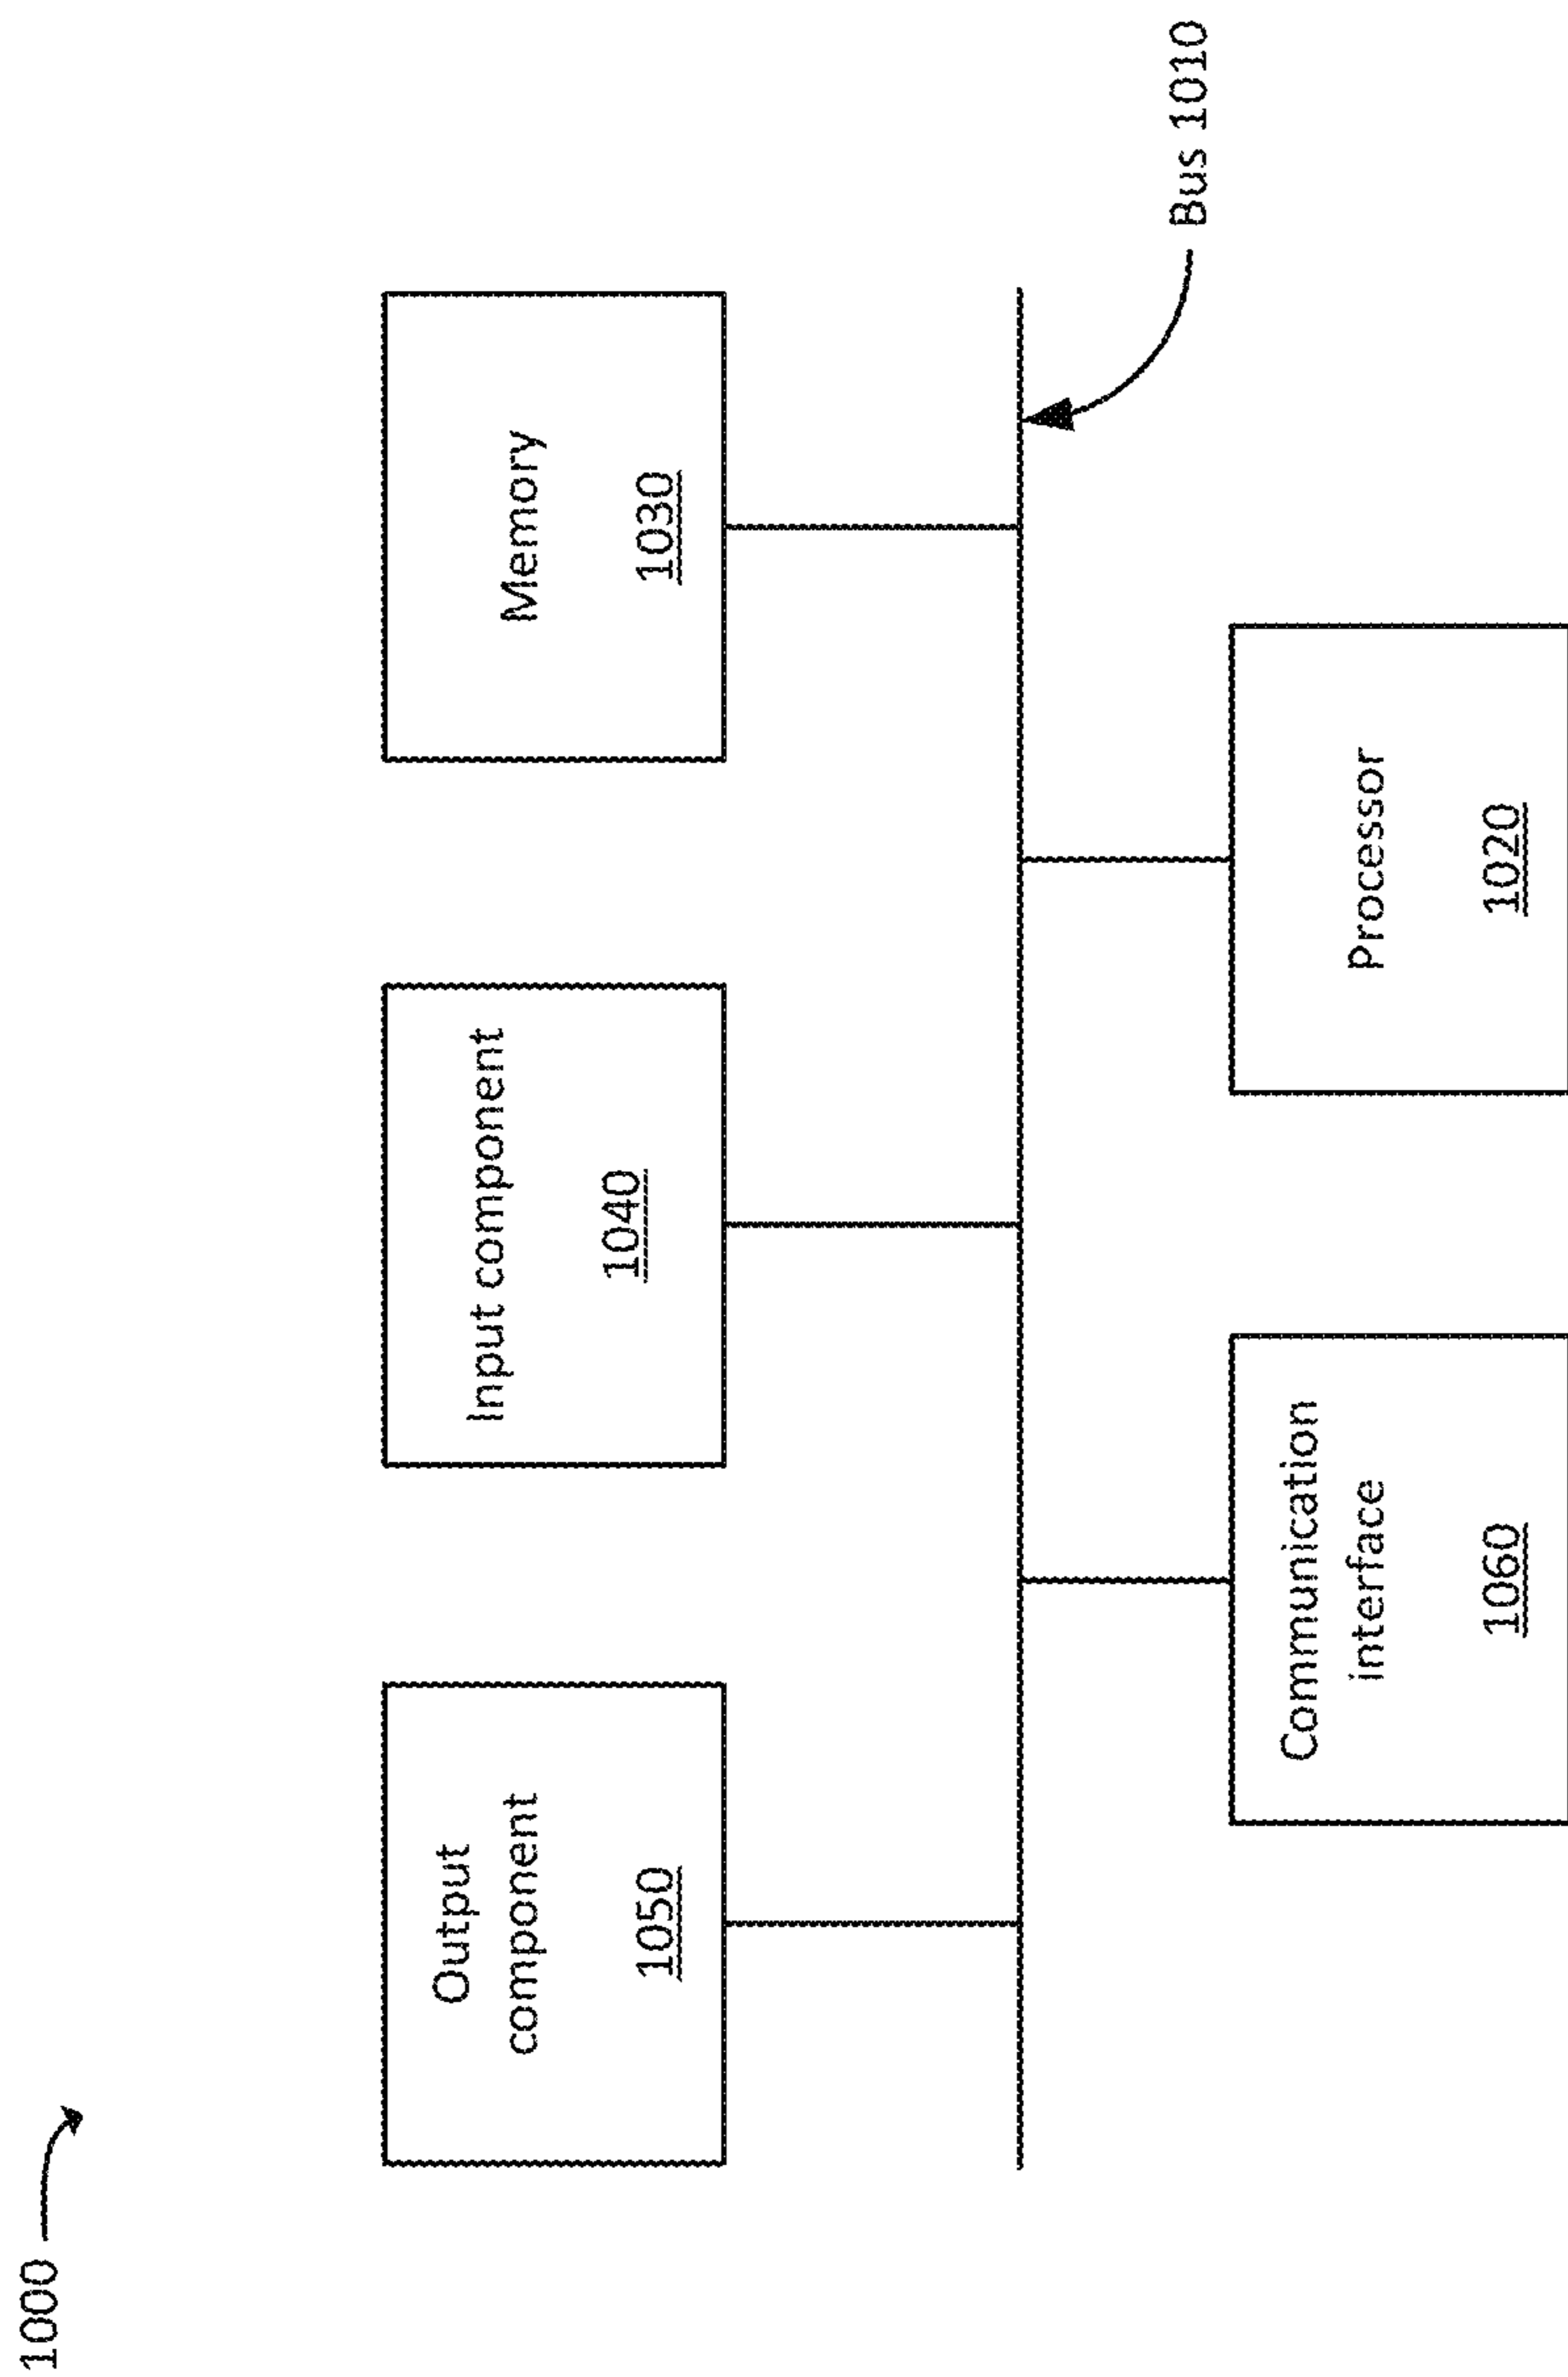 1000
Output
component
1050
Input component
1040
Memory
1030
Bus 1010
Communication
interface
1060
Processor
1020